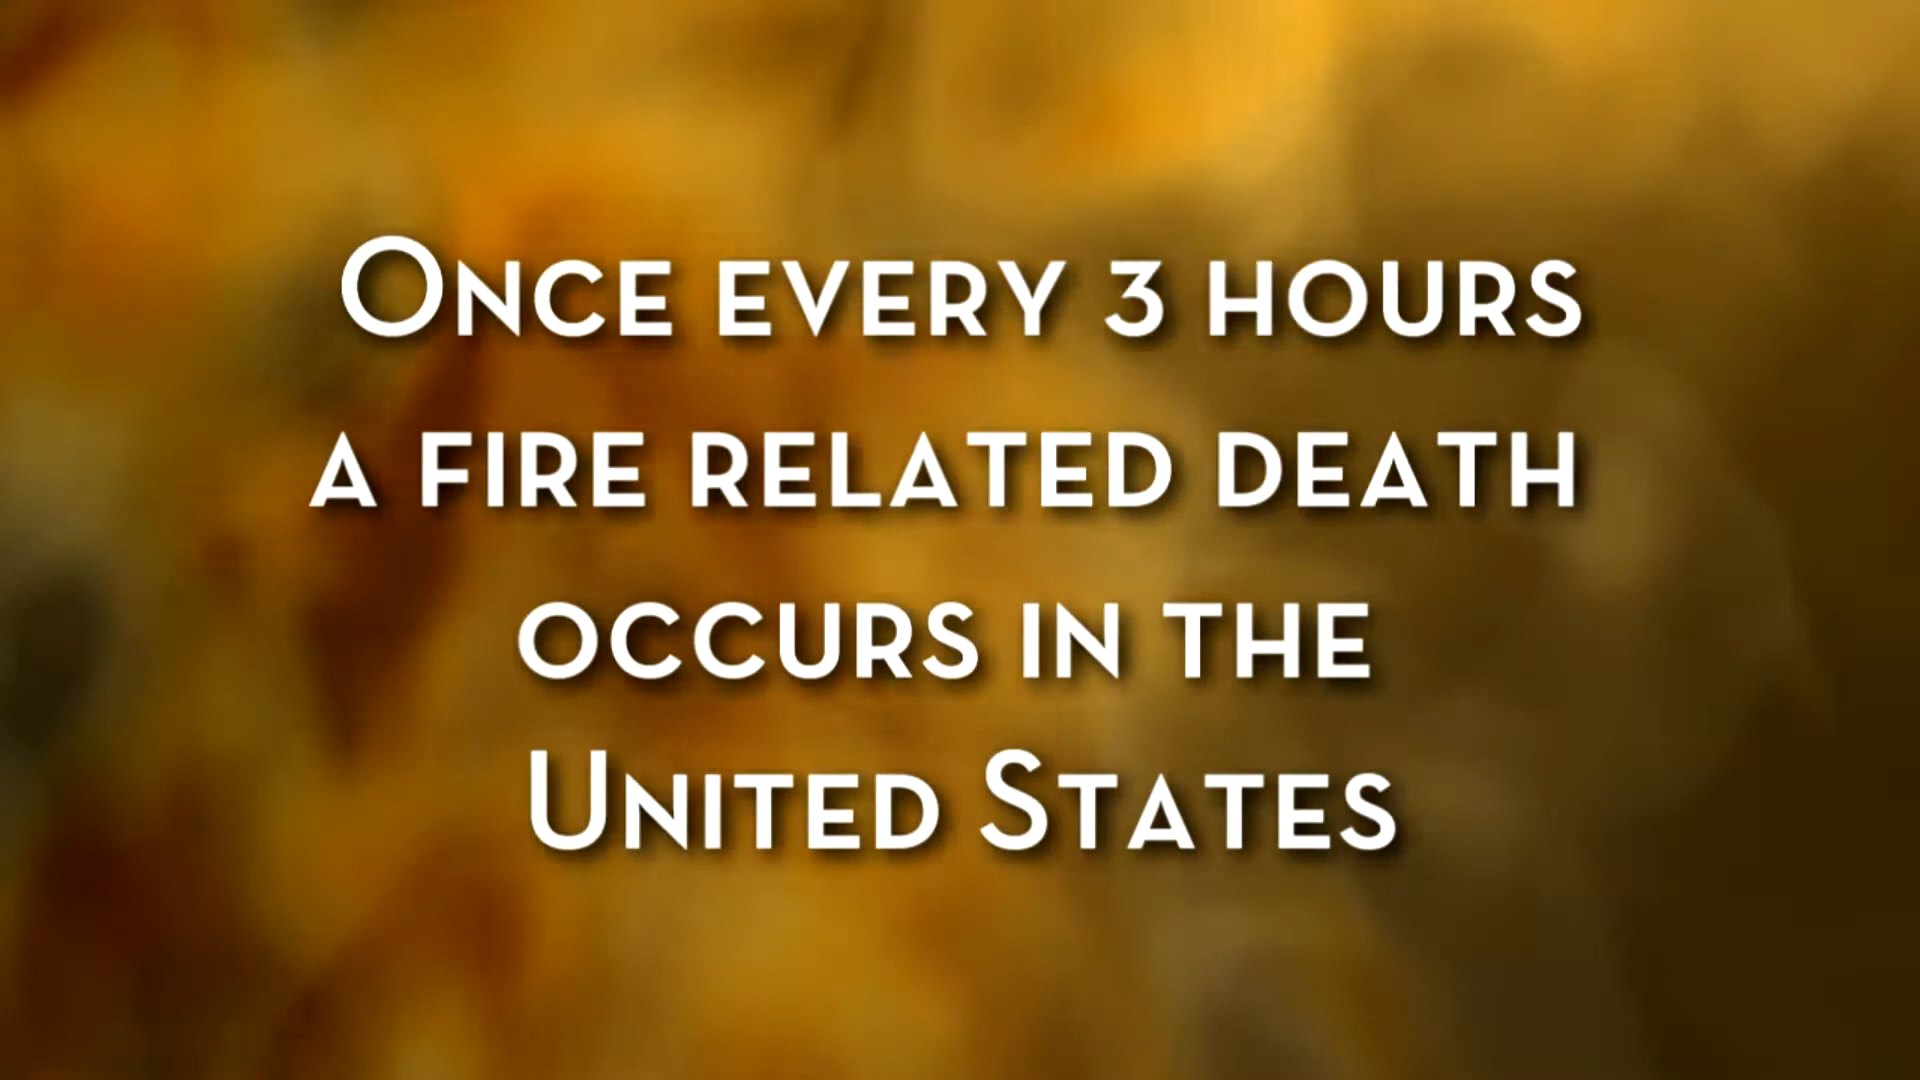 Once every 3 hours
a fire related death
occurs in the
United States